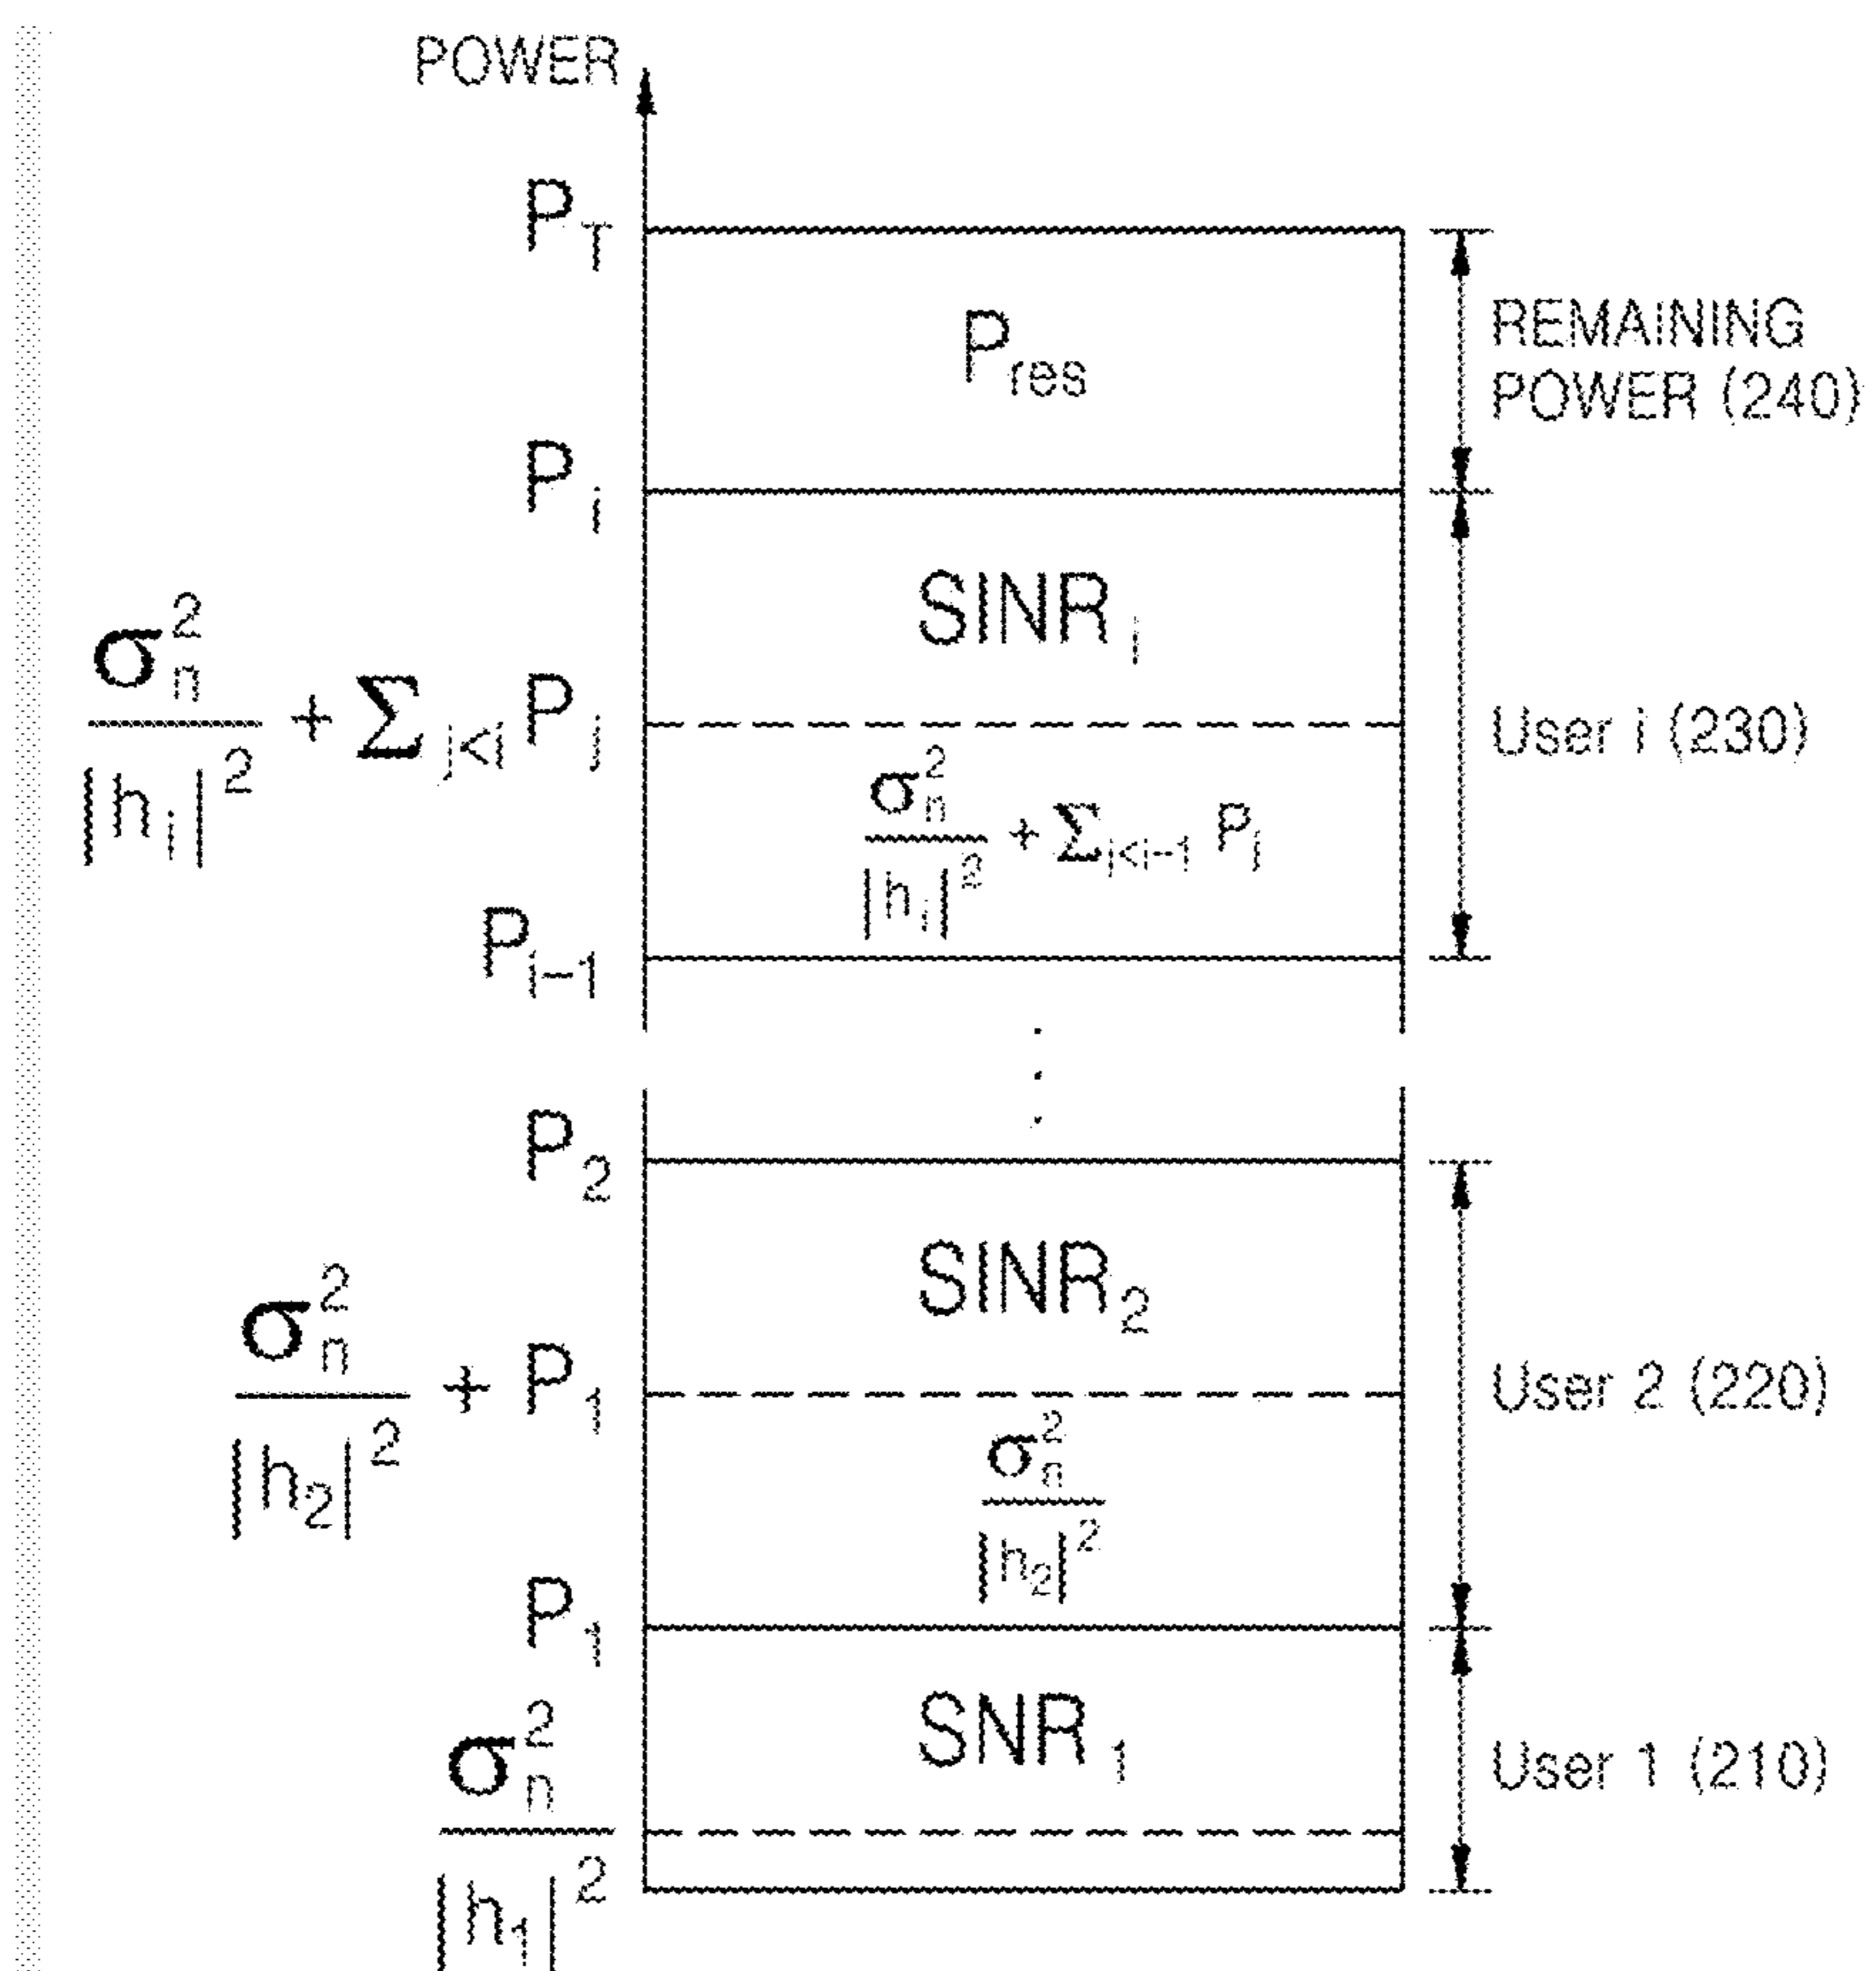 POWER
P_T
P_res
REMAINING
POWER (240)
P_i
SINR_i
σ_n^2/|h_i|^2 + Σ_{j<i} P_j
User i (230)
σ_n^2/|h_i|^2 + Σ_{j<i-1} P_j
P_{i-1}
P_2
SINR_2
σ_n^2/|h_2|^2 + P_1
User 2 (220)
σ_n^2/|h_2|^2
P_1
SNR_1
User 1 (210)
σ_n^2/|h_1|^2